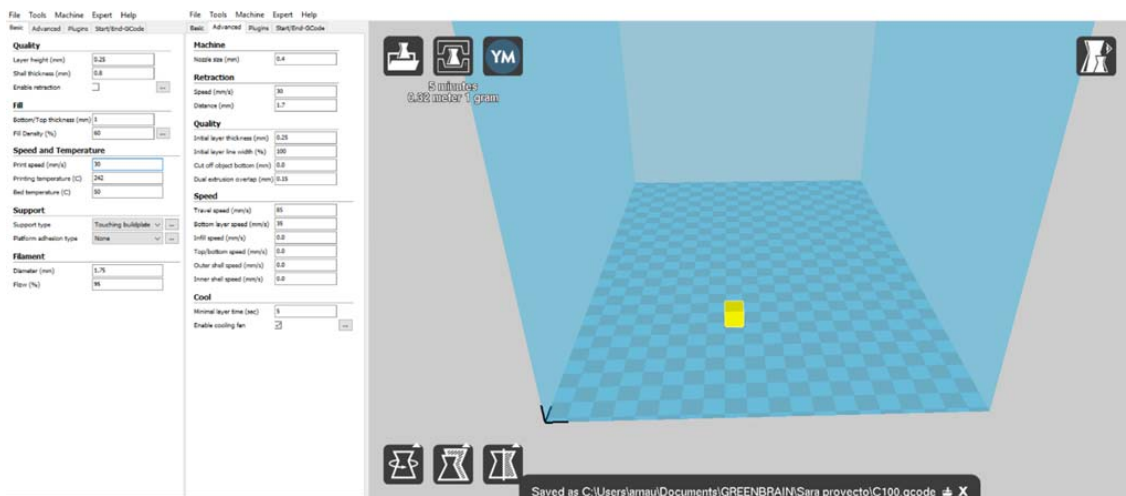 File Tools Machine Expert Help
Basic Advanced Plugins Start/End-GCode
Quality
Layer height (mm) 0.25
Shell thickness (mm) 0.8
Enable retraction ...
Fill
Bottom/Top thickness (mm) 1
Fill Density (%) 60 ...
Speed and Temperature
Print speed (mm/s) 30
Printing temperature (C) 242
Bed temperature (C) 50
Support
Support type Touching buildplate ...
Platform adhesion type None ...
Filament
Diameter (mm) 1.75
Flow (%) 95
File Tools Machine Expert Help
Basic Advanced Plugins Start/End-GCode
Machine
Nozzle size (mm) 0.4
Retraction
Speed (mm/s) 30
Distance (mm) 1.7
Quality
Initial layer thickness (mm) 0.25
Initial layer line width (%) 100
Cut off object bottom (mm) 0.0
Dual extrusion overlap (mm) 0.15
Speed
Travel speed (mm/s) 85
Bottom layer speed (mm/s) 35
Infill speed (mm/s) 0.0
Top/bottom speed (mm/s) 0.0
Outer shell speed (mm/s) 0.0
Inner shell speed (mm/s) 0.0
Cool
Minimal layer time (sec) 5
Enable cooling fan ...
YM
5 minutes
0.32 meter 1 gram
Saved as C:\Users\arnau\Documents\GREENBRAIN\Sara proyecto\C100.gcode X